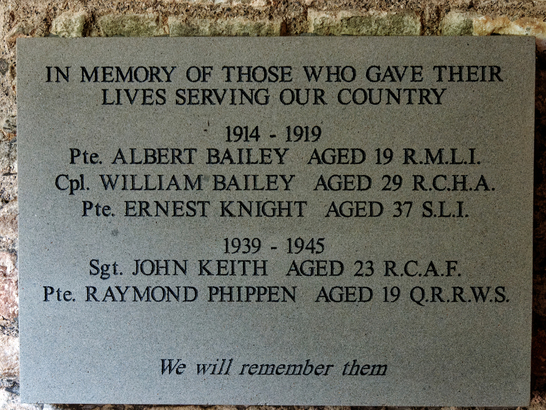 IN MEMORY OF THOSE WHO GAVE THEIR
LIVES SERVING OUR COUNTRY
1914 - 1919
Pte. ALBERT BAILEY AGED 19 R.M.L.I.
Cpl. WILLIAM BAILEY AGED 29 R.C.H.A.
Pte. ERNEST KNIGHT AGED 37 S.L.I.
1939 - 1945
Sgt. JOHN KEITH AGED 23 R.C.A.F.
Pte. RAYMOND PHIPPEN AGED 19 Q.R.R.W.S.
We will remember them